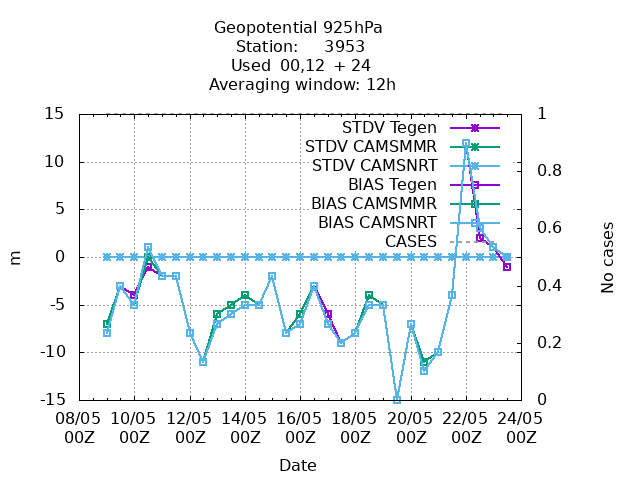 Geopotential 925hPa
Station: 3953
Used 00,12 + 24
Averaging window: 12h
15 1
STDV Tegen
STDV CAMSMMR
10 0.8
STDV CAMSNRT
BIAS Tegen
BIAS CAMSMMR
5 0.6
BIAS CAMSNRT
CASES
m 0 No cases
-5 0.4
-10 0.2
-15 0
08/05 10/05 12/05 14/05 16/05 18/05 20/05 22/05 24/05
00Z 00Z 00Z 00Z 00Z 00Z 00Z 00Z 00Z
Date